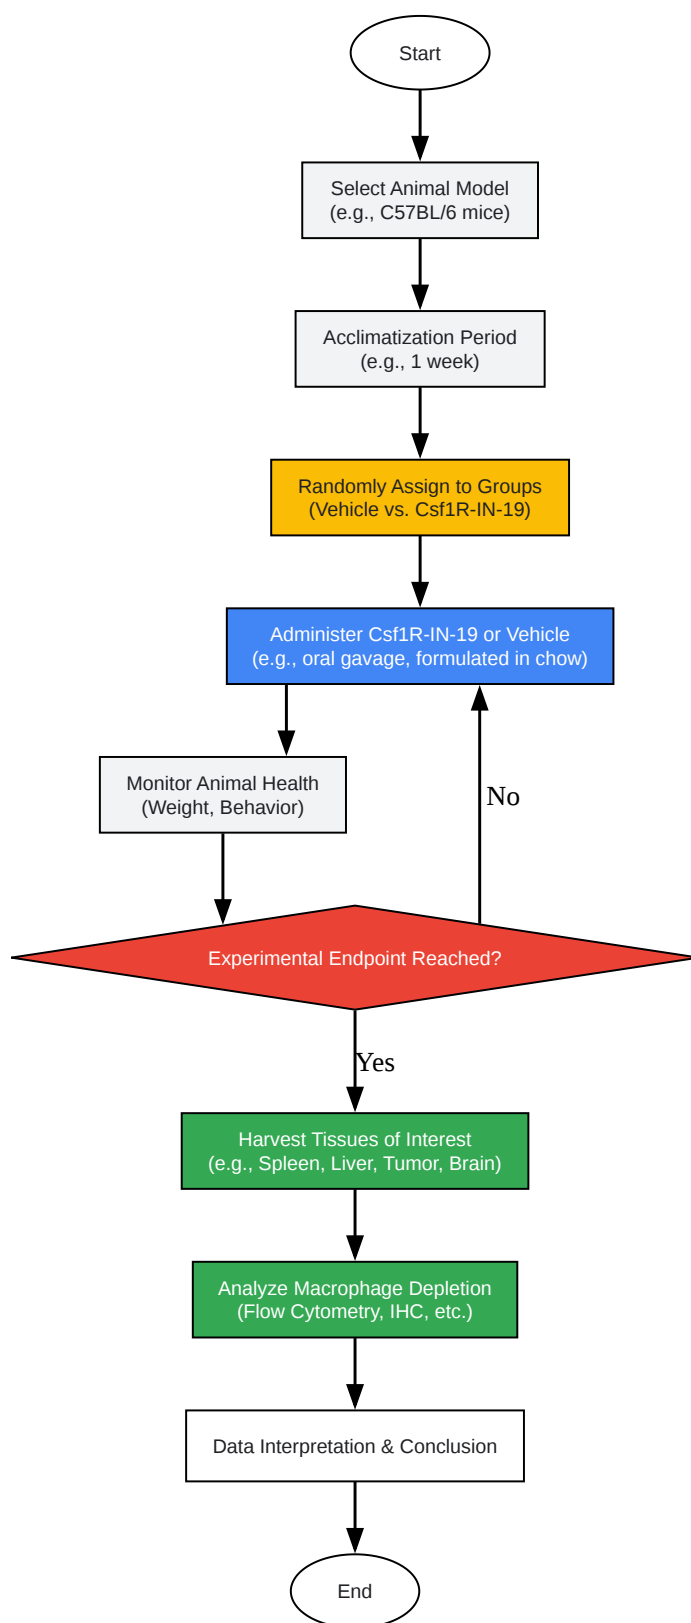 Start
Select Animal Model
(e.g., C57BL/6 mice)
Acclimatization Period
(e.g., 1 week)
Randomly Assign to Groups
(Vehicle vs. Csf1R-IN-19)
Administer Csf1R-IN-19 or Vehicle
(e.g., oral gavage, formulated in chow)
Monitor Animal Health
(Weight, Behavior)
No
Experimental Endpoint Reached?
Yes
Harvest Tissues of Interest
(e.g., Spleen, Liver, Tumor, Brain)
Analyze Macrophage Depletion
(Flow Cytometry, IHC, etc.)
Data Interpretation & Conclusion
End